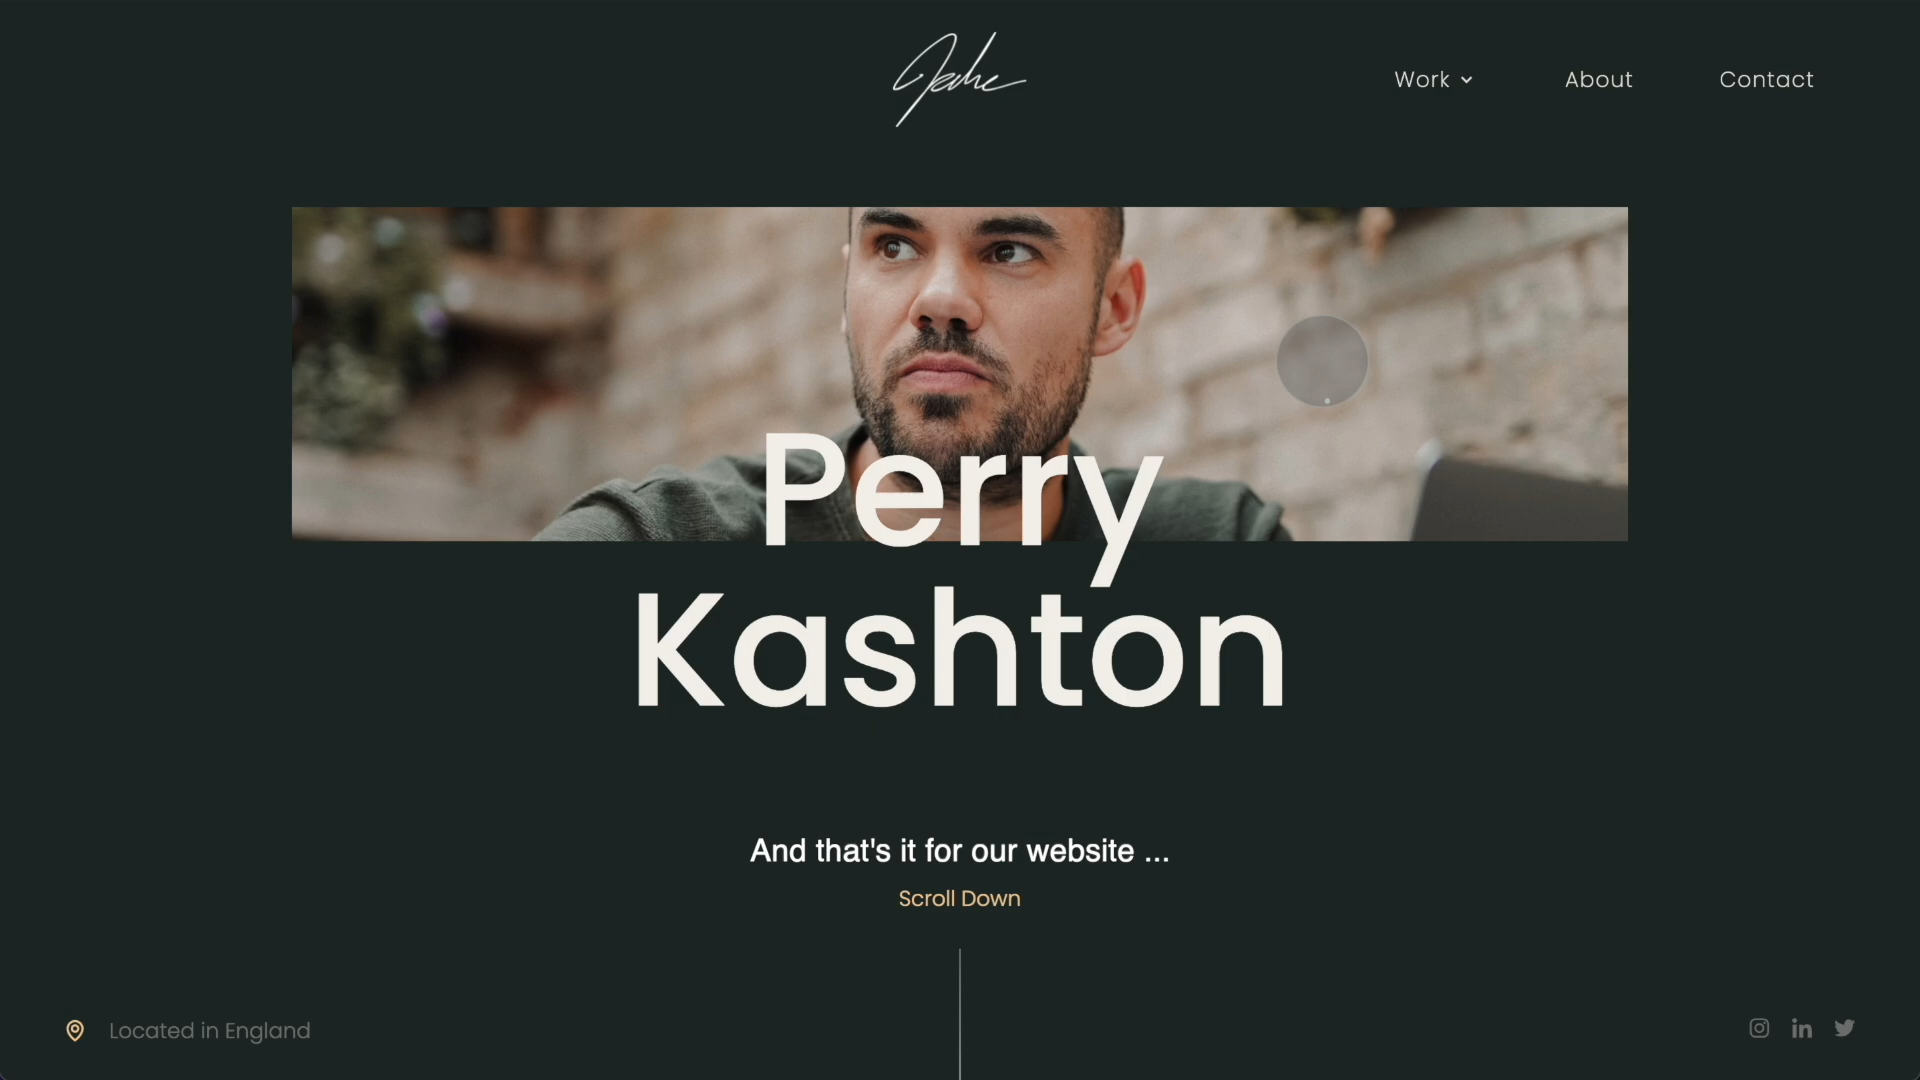 Work
About
Contact
Perry
Kashton
And that's it for our website ...
Scroll Down
Located in England